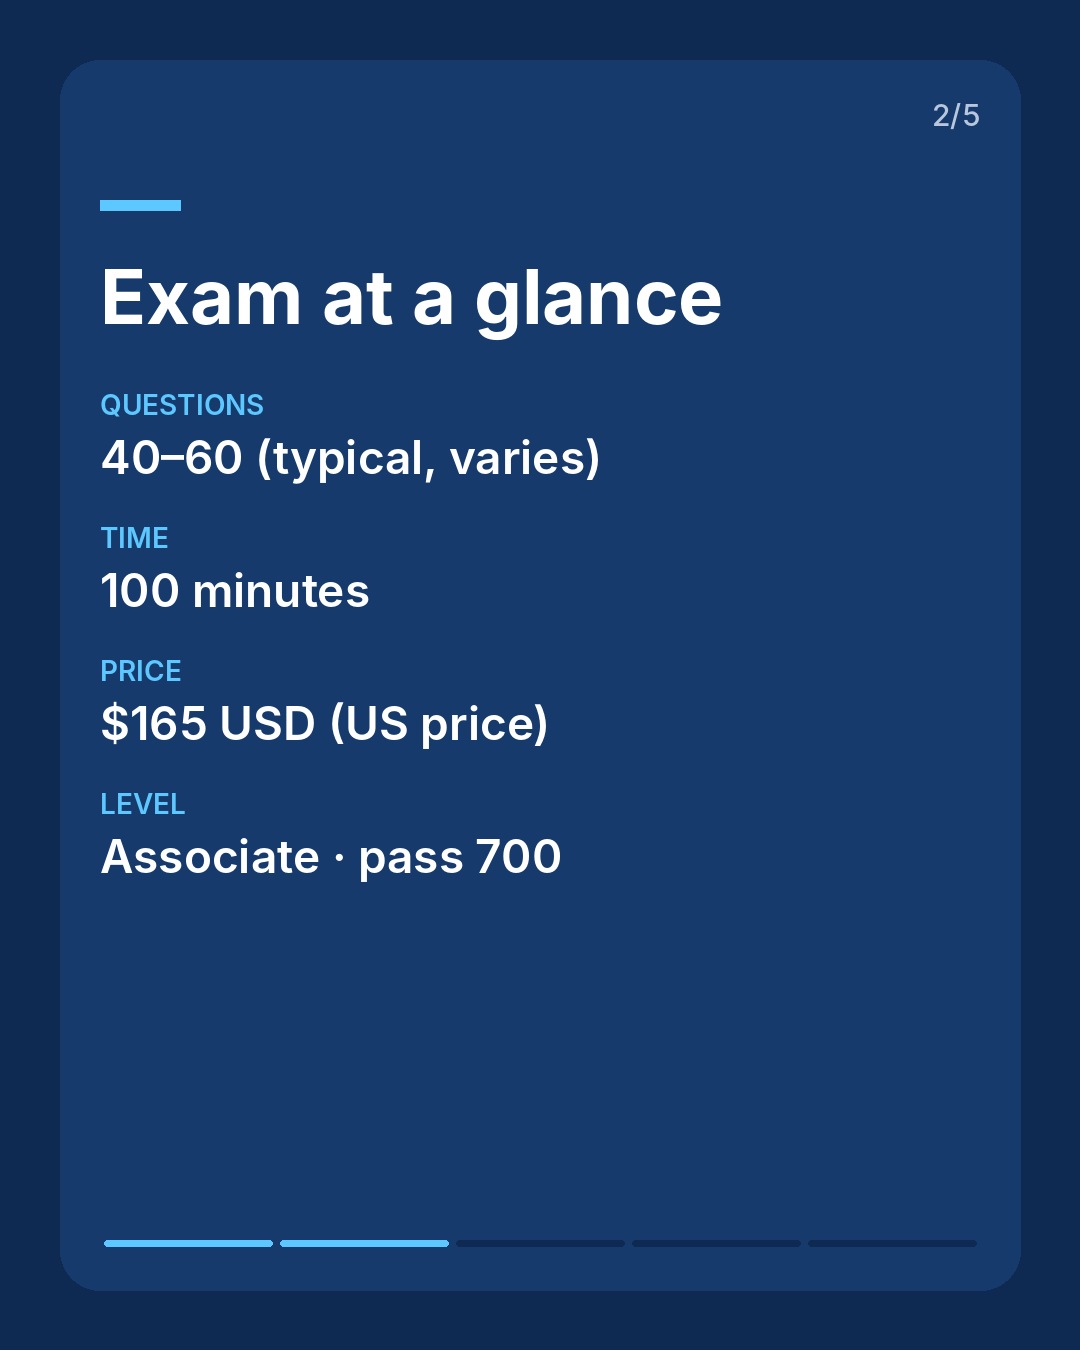 2/5
Exam at a glance
QUESTIONS
40–60 (typical, varies)
TIME
100 minutes
PRICE
$165 USD (US price)
LEVEL
Associate · pass 700